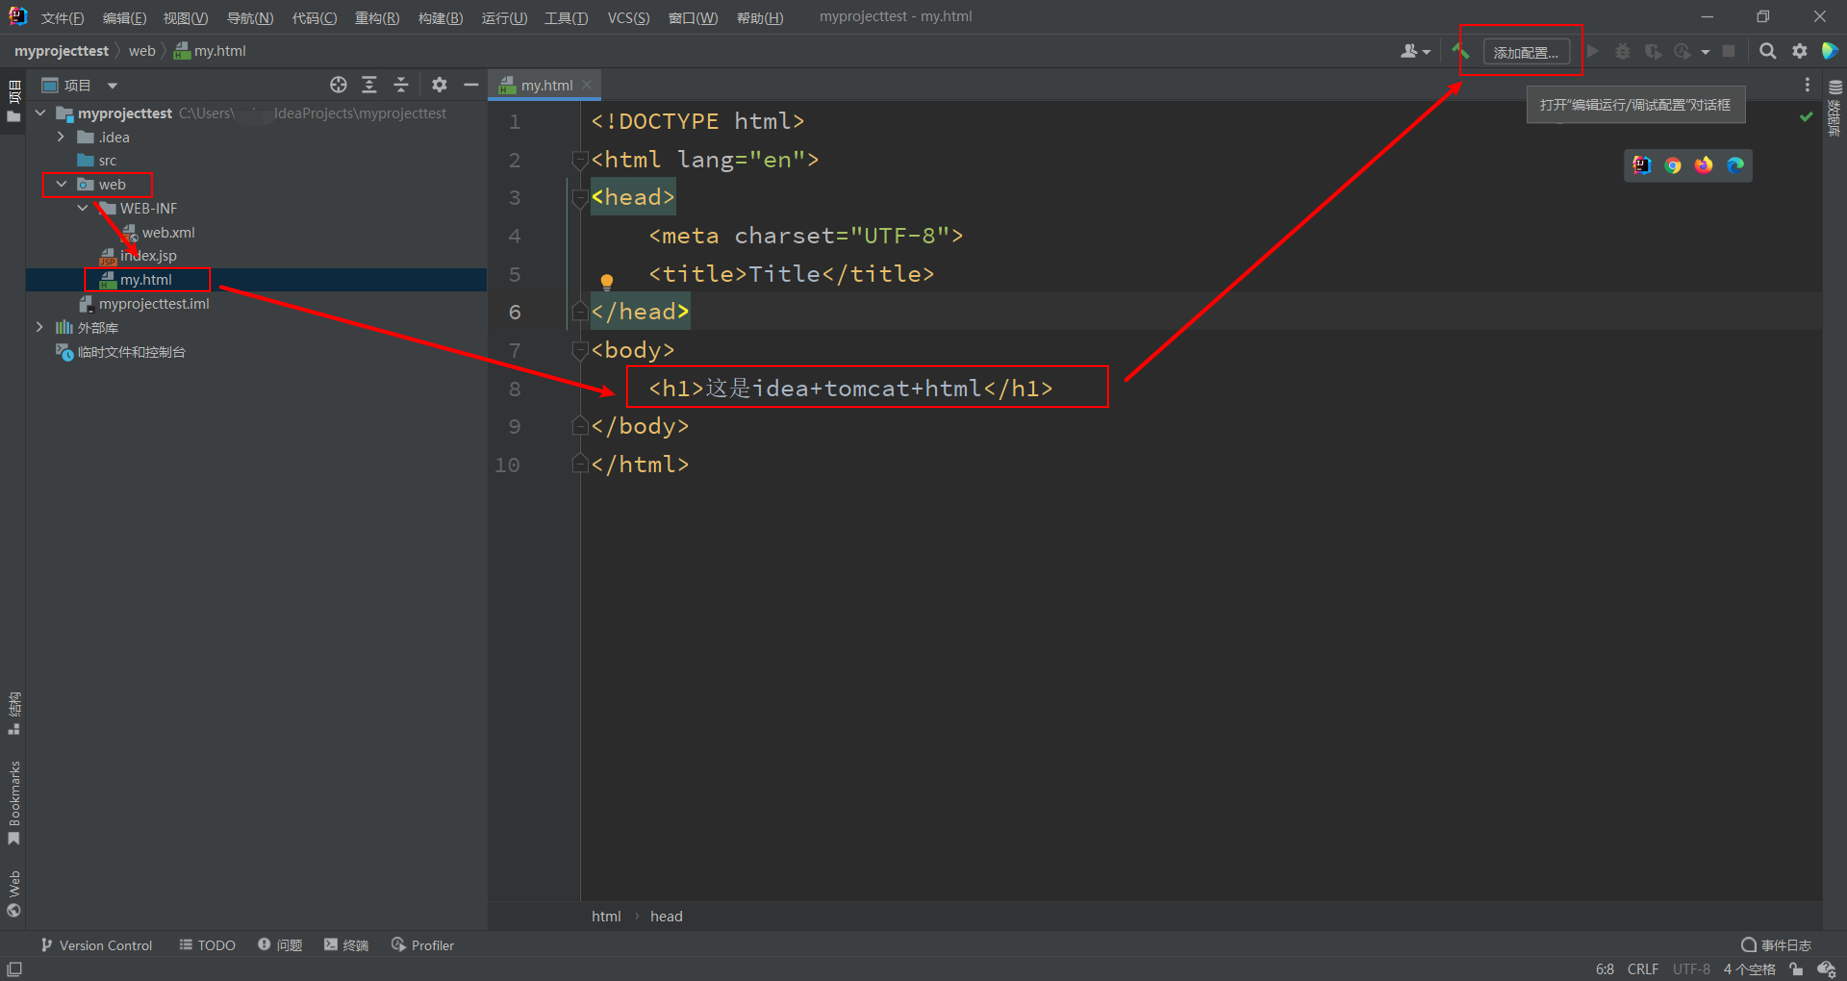 文件(F) 编辑(E) 视图(V) 导航(N) 代码(C) 重构(R) 构建(B) 运行(U) 工具(T) VCS(S) 窗口(W) 帮助(H) myprojecttest - my.html
myprojecttest web my.html
添加配置...
项目
项目
my.html
打开“编辑运行/调试配置”对话框
数据库
myprojecttest C:\Users\ IdeaProjects\myprojecttest
.idea
src
web
WEB-INF
web.xml
index.jsp
my.html
myprojecttest.iml
外部库
临时文件和控制台
1 <!DOCTYPE html>
2 <html lang="en">
3 <head>
4 <meta charset="UTF-8">
5 <title>Title</title>
6 </head>
7 <body>
8 <h1>这是idea+tomcat+html</h1>
9 </body>
10 </html>
结构
Bookmarks
Web
html head
Version Control TODO 问题 终端 Profiler 事件日志
6:8 CRLF UTF-8 4 个空格